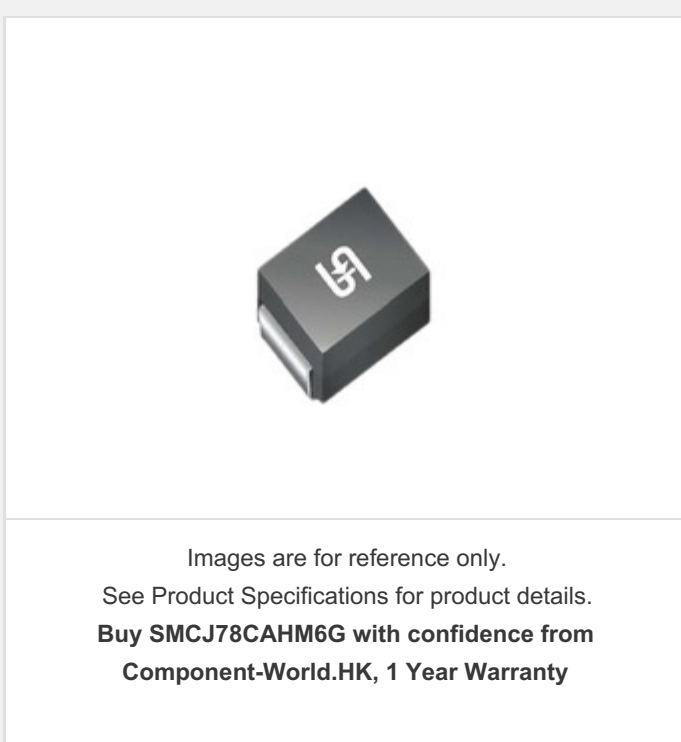 Images are for reference only.
See Product Specifications for product details.
Buy SMCJ78CAHM6G with confidence from
Component-World.HK, 1 Year Warranty